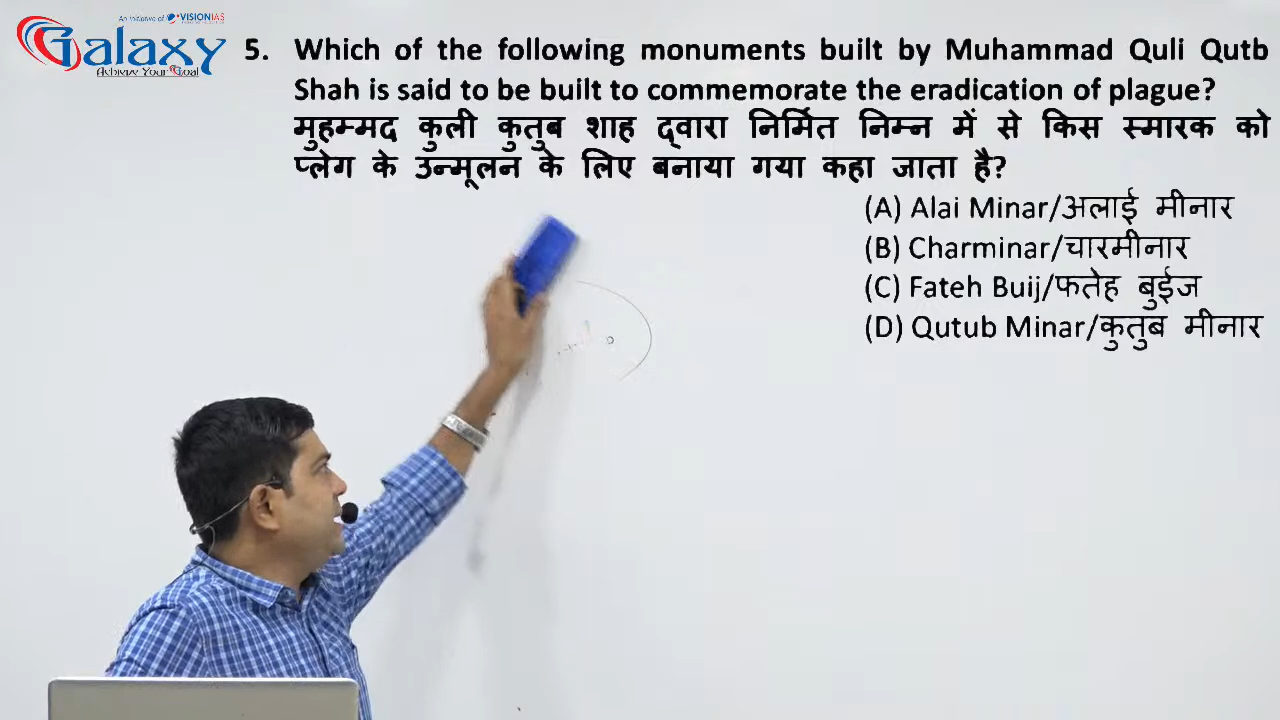 An initiative of VISIONIAS
Galaxy
Achieve Your Goal
5. Which of the following monuments built by Muhammad Quli Qutb
Shah is said to be built to commemorate the eradication of plague?
मुहम्मद कुली कुतुब शाह द्वारा निर्मित निम्न में से किस स्मारक को
प्लेग के उन्मूलन के लिए बनाया गया कहा जाता है?
(A) Alai Minar/अलाई मीनार
(B) Charminar/चारमीनार
(C) Fateh Buij/फतेह बुईज
(D) Qutub Minar/कुतुब मीनार